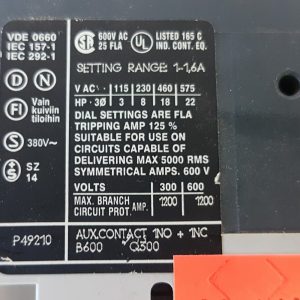 VDE 0660
IEC 157-1
IEC 292-1
600V AC
25 FLA
LISTED 165 C
IND. CONT. EQ.
SETTING RANGE: 1-1,6A
V AC 115 230 460 575
HP · 3Ø 3 8 18 22
DIAL SETTINGS ARE FLA
TRIPPING AMP 125 %
SUITABLE FOR USE ON
CIRCUITS CAPABLE OF
DELIVERING MAX 5000 RMS
SYMMETRICAL AMPS. 600 V
VOLTS 300 600
MAX. BRANCH
CIRCUIT PROT. AMP. 1200 1200
D N
Vain
kuiviin
tiloihin
S 380V~
SZ
14
P49210
AUX.CONTACT 1NO + 1NC
B600 Q300